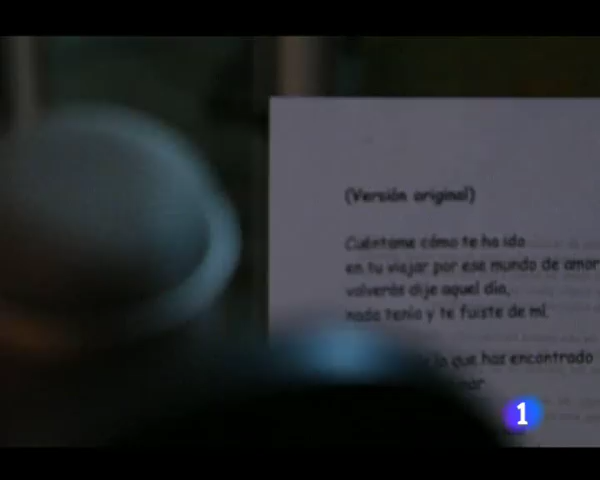 (Versión original)
Cuéntame cómo te ha ido
en tu viajar por ese mundo de amor
volverás dije aquel día,
nada tenía y te fuiste de mí.
lo que has encontrado
1